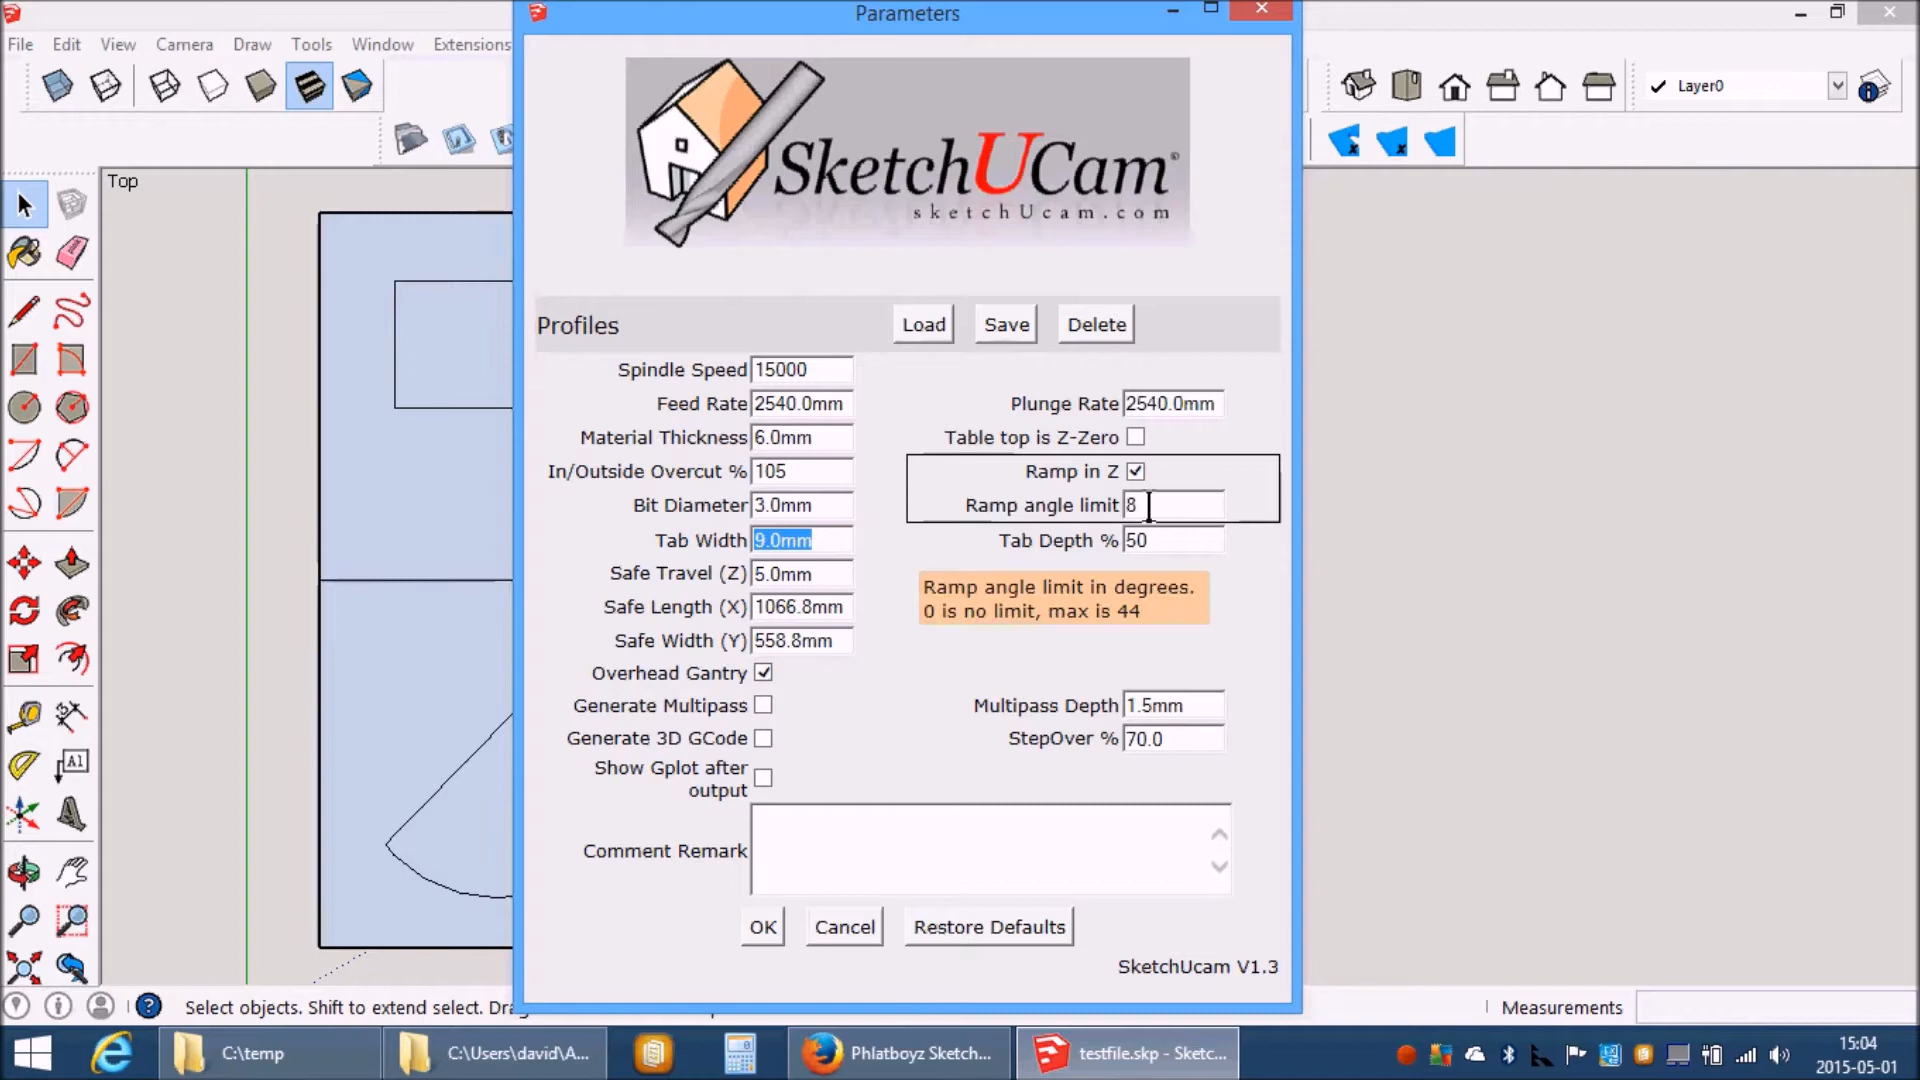 Parameters
File Edit View Camera Draw Tools Window Extensions
SketchUCam®
sketchUcam.com
Layer0
Top
Profiles
Load Save Delete
Spindle Speed 15000
Feed Rate 2540.0mm Plunge Rate 2540.0mm
Material Thickness 6.0mm Table top is Z-Zero
In/Outside Overcut % 105 Ramp in Z
Bit Diameter 3.0mm Ramp angle limit 8
Tab Width 9.0mm Tab Depth % 50
Safe Travel (Z) 5.0mm
Ramp angle limit in degrees.
0 is no limit, max is 44
Safe Length (X) 1066.8mm
Safe Width (Y) 558.8mm
Overhead Gantry
Generate Multipass Multipass Depth 1.5mm
Generate 3D GCode StepOver % 70.0
Show Gplot after
output
Comment Remark
A1
OK Cancel Restore Defaults
SketchUcam V1.3
Select objects. Shift to extend select. Dra
Measurements
C:\temp C:\Users\david\A... Phlatboyz Sketch... testfile.skp - Sketc...
15:04
2015-05-01